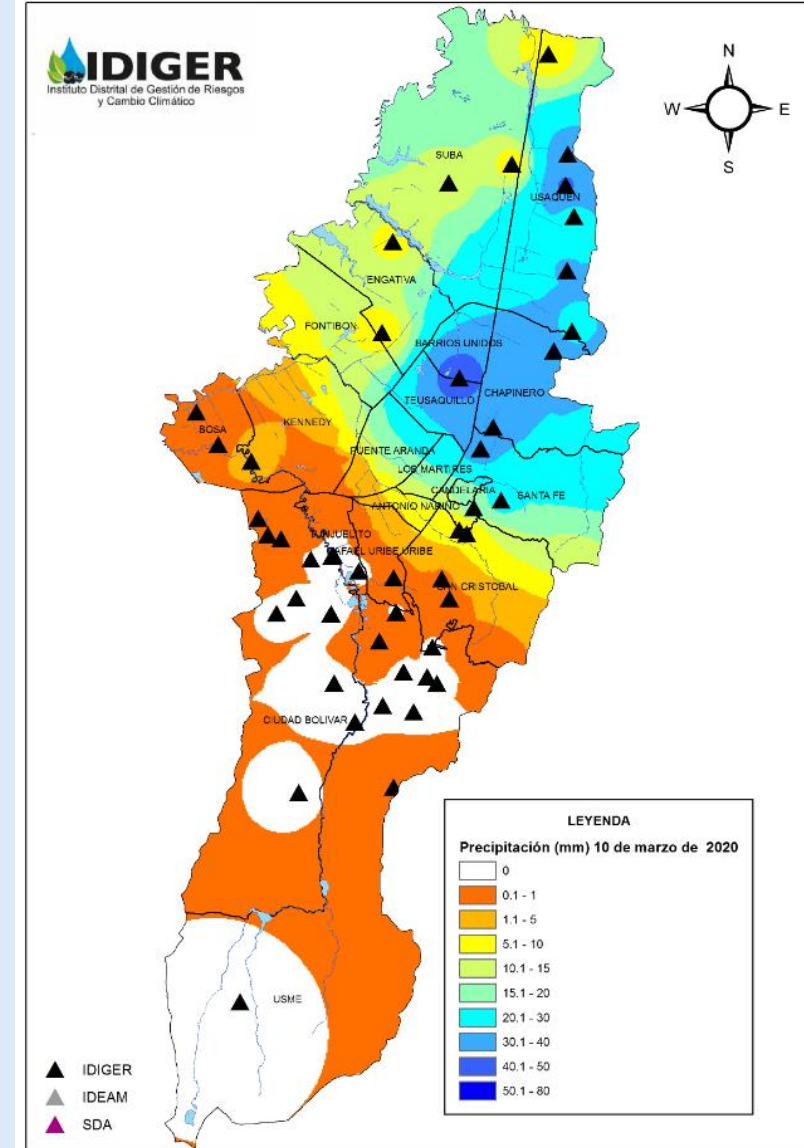 IDIGER
Instituto Distrital de Gestión de Riesgos
y Cambio Climático
N
W E
S
SUBA
USAQUEN
ENGATIVA
FONTIBON
BARRIOS UNIDOS
TEUSAQUILLO
CHAPINERO
KENNEDY
BOSA
PUENTE ARANDA
LOS MARTIRES
CANDELARIA
SANTA FE
ANTONIO NARIÑO
TUNJUELITO
RAFAEL URIBE URIBE
SAN CRISTOBAL
CIUDAD BOLIVAR
USME
LEYENDA
Precipitación (mm) 10 de marzo de 2020
0
0.1 - 1
1.1 - 5
5.1 - 10
10.1 - 15
15.1 - 20
20.1 - 30
30.1 - 40
40.1 - 50
50.1 - 80
IDIGER
IDEAM
SDA